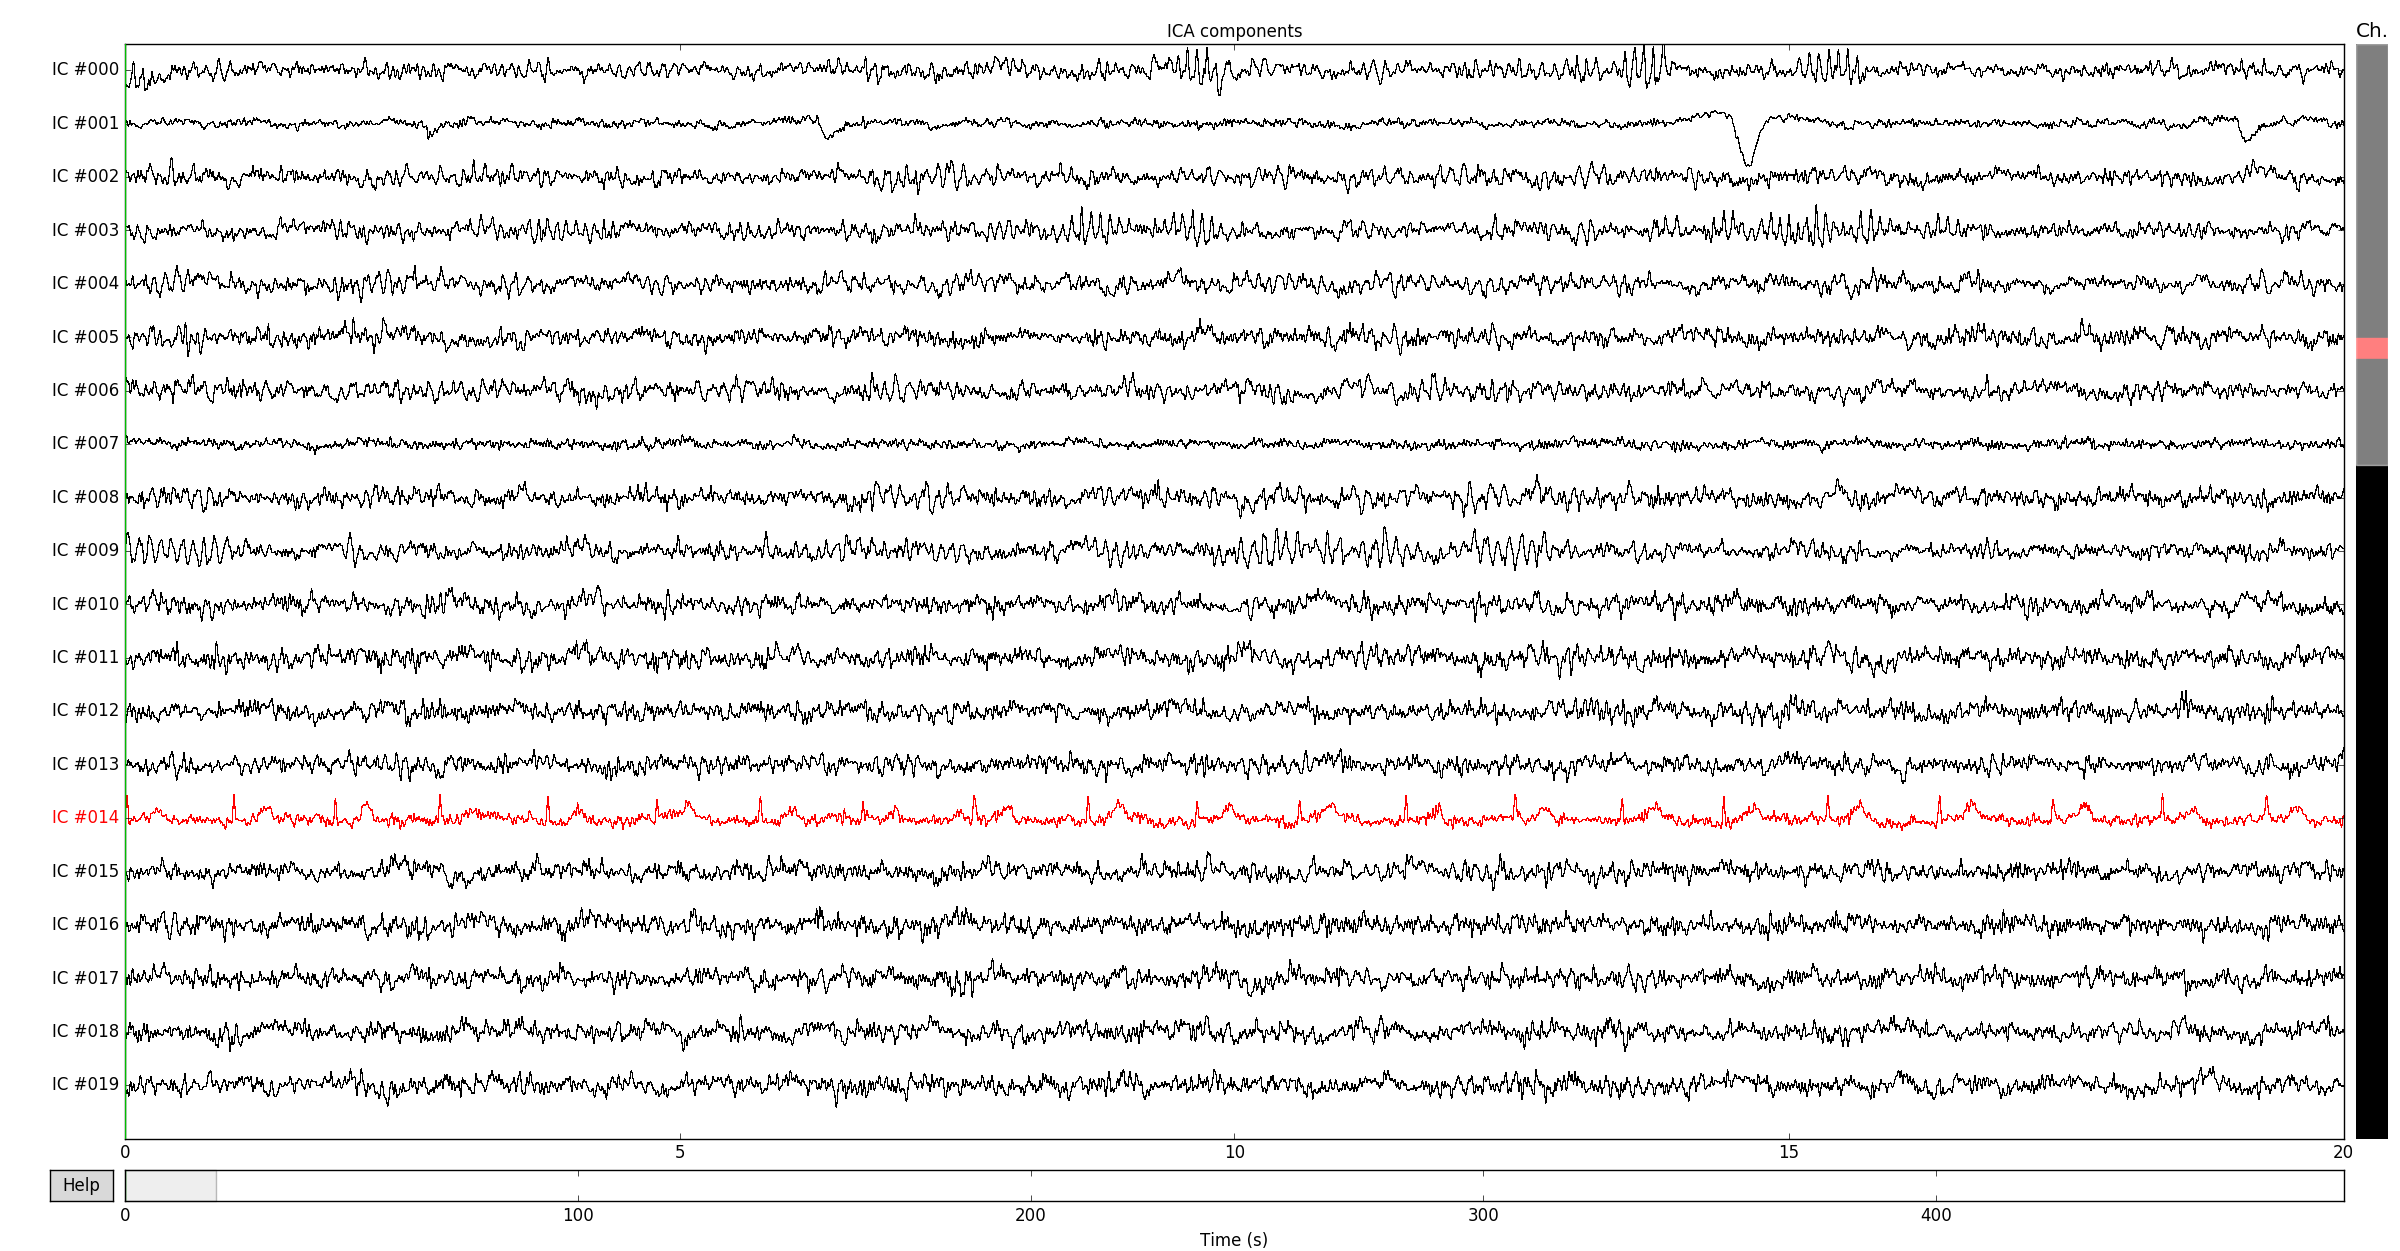 ICA components
Ch.
IC #000
IC #001
IC #002
IC #003
IC #004
IC #005
IC #006
IC #007
IC #008
IC #009
IC #010
IC #011
IC #012
IC #013
IC #014
IC #015
IC #016
IC #017
IC #018
IC #019
0 5 10 15 20
Help
0 100 200 300 400
Time (s)